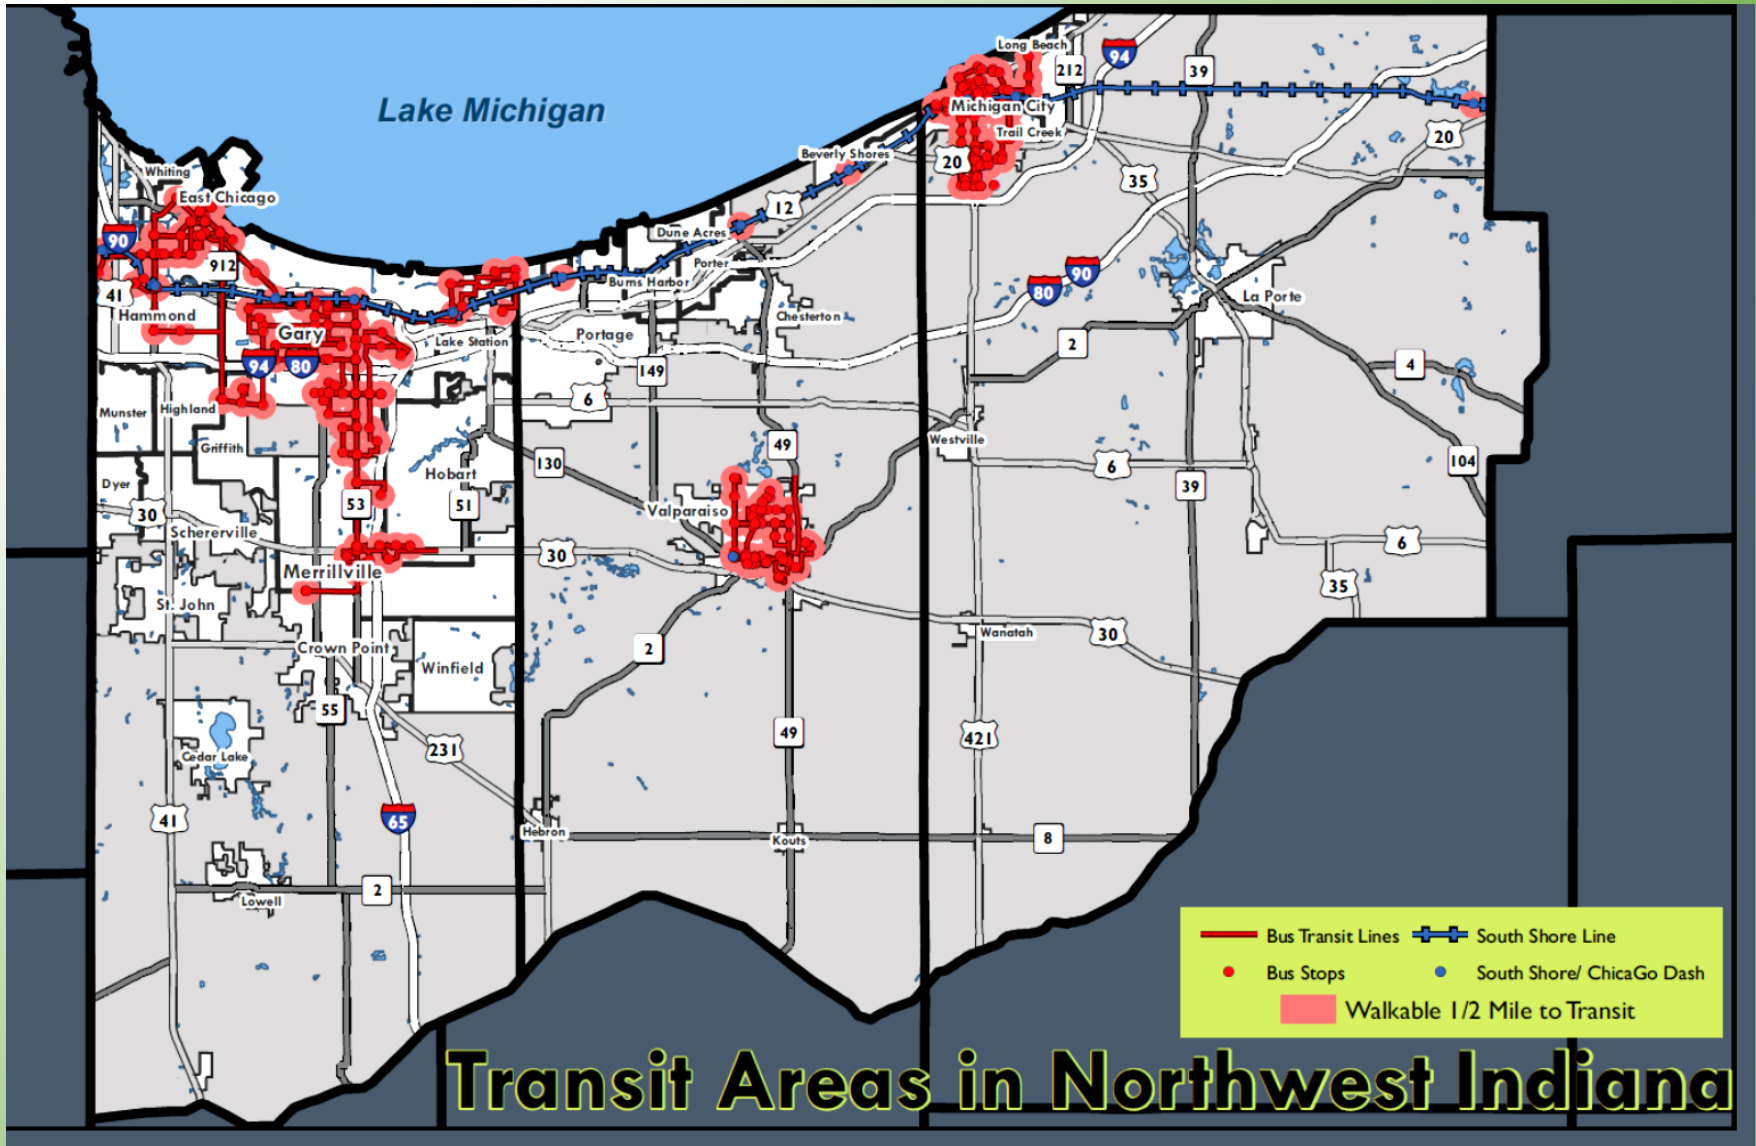 Long Beach
94
212
39
Lake Michigan
Michigan City
Trail Creek
20
20
Beverly Shores
Whiting
35
East Chicago
12
Dune Acres
90
912
Porter
90
80
Burns Harbor
41
La Porte
Hammond
Chesterton
Gary
Portage
Lake Station
2
94
80
149
4
6
Munster
Highland
Westville
Griffith
49
130
6
104
Hobart
Dyer
39
53
51
30
Valparaiso
Schererville
6
30
Merrillville
35
St. John
30
Wanatah
Crown Point
2
Winfield
55
49
421
231
Cedar Lake
41
65
Hebron
Kouts
8
2
Lowell
Bus Transit Lines
South Shore Line
Bus Stops
South Shore/ ChicaGo Dash
Walkable 1/2 Mile to Transit
Transit Areas in Northwest Indiana